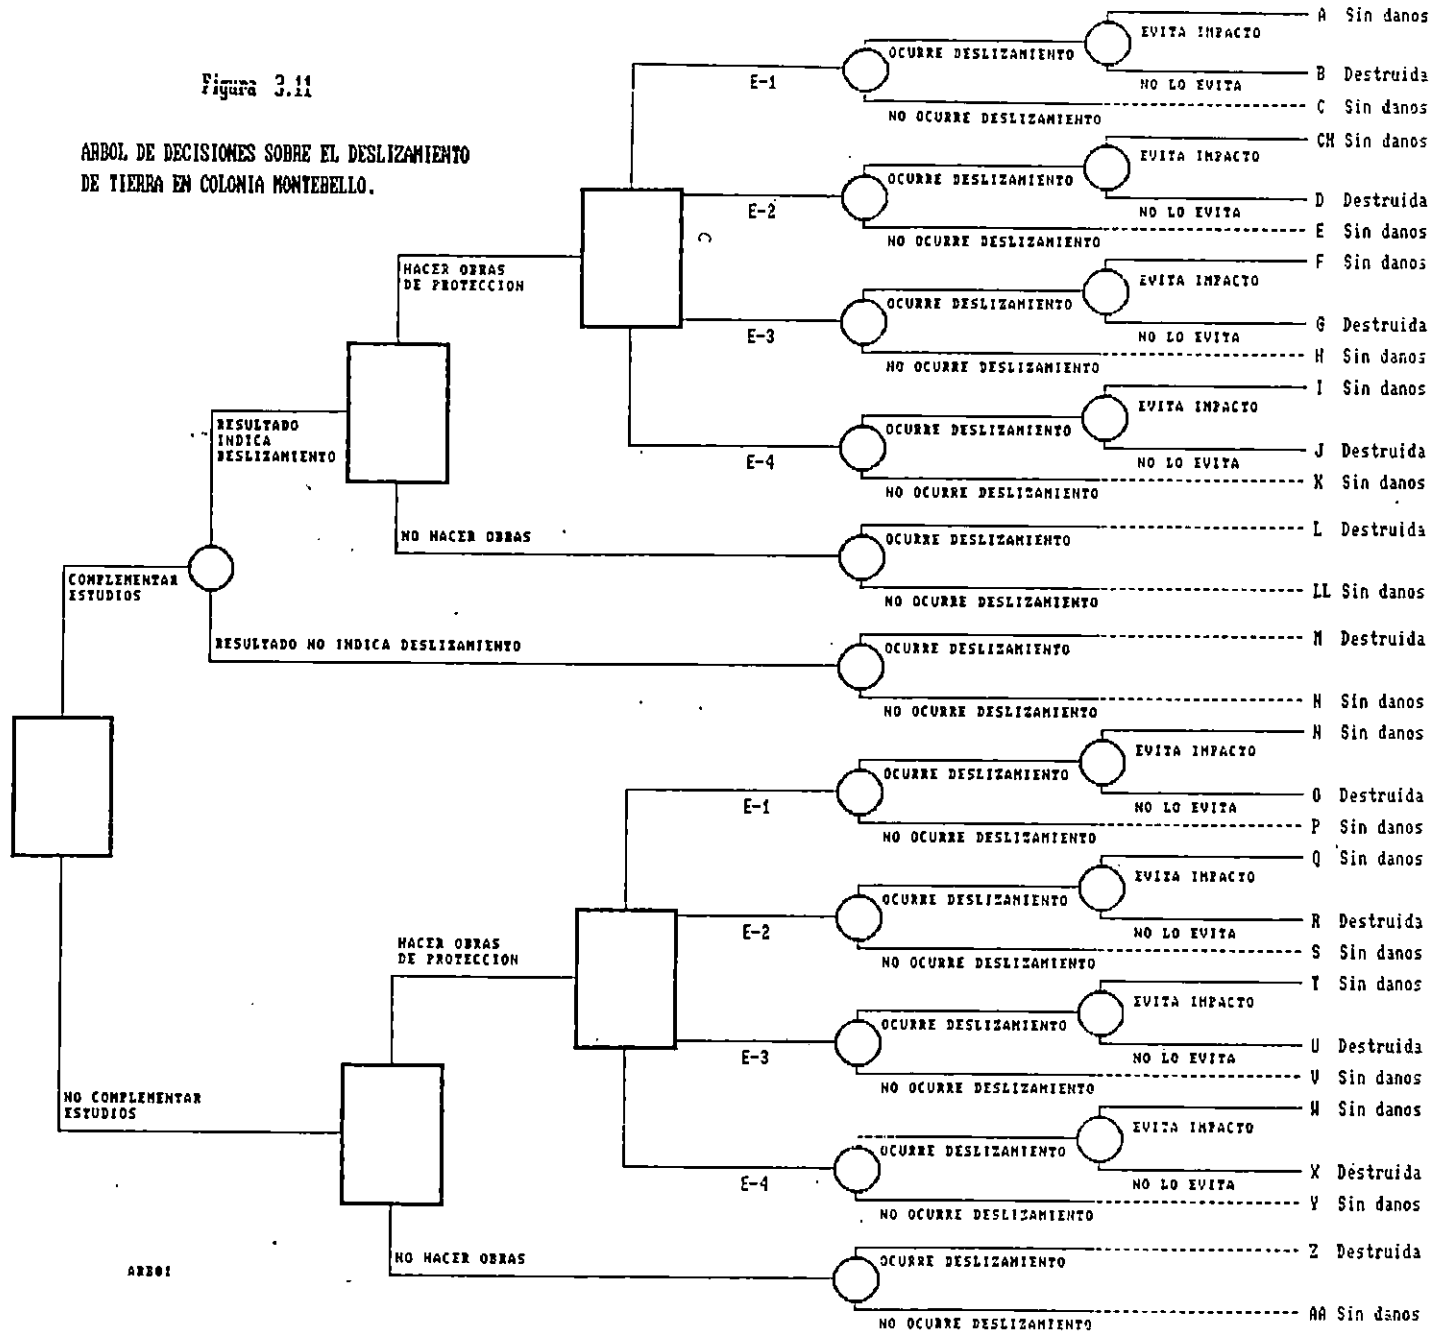 Figura 3.11
ARBOL DE DECISIONES SOBRE EL DESLIZAMIENTO
DE TIERRA EN COLONIA MONTEBELLO.
A Sin danos
EVITA IMPACTO
OCURRE DESLIZAMIENTO
E-1
B Destruida
NO LO EVITA
C Sin danos
NO OCURRE DESLIZAMIENTO
CH Sin danos
EVITA IMPACTO
OCURRE DESLIZAMIENTO
E-2
D Destruida
NO LO EVITA
E Sin danos
NO OCURRE DESLIZAMIENTO
HACER OBRAS
DE PROTECCION
F Sin danos
EVITA IMPACTO
OCURRE DESLIZAMIENTO
E-3
G Destruida
NO LO EVITA
H Sin danos
NO OCURRE DESLIZAMIENTO
I Sin danos
EVITA IMPACTO
OCURRE DESLIZAMIENTO
E-4
J Destruida
NO LO EVITA
K Sin danos
NO OCURRE DESLIZAMIENTO
RESULTADO
INDICA
DESLIZAMIENTO
NO HACER OBRAS
L Destruida
OCURRE DESLIZAMIENTO
LL Sin danos
NO OCURRE DESLIZAMIENTO
COMPLEMENTAR
ESTUDIOS
RESULTADO NO INDICA DESLIZAMIENTO
M Destruida
OCURRE DESLIZAMIENTO
N Sin danos
NO OCURRE DESLIZAMIENTO
N Sin danos
EVITA IMPACTO
OCURRE DESLIZAMIENTO
E-1
O Destruida
NO LO EVITA
P Sin danos
NO OCURRE DESLIZAMIENTO
Q Sin danos
EVITA IMPACTO
OCURRE DESLIZAMIENTO
E-2
R Destruida
NO LO EVITA
S Sin danos
NO OCURRE DESLIZAMIENTO
HACER OBRAS
DE PROTECCION
T Sin danos
EVITA IMPACTO
OCURRE DESLIZAMIENTO
E-3
U Destruida
NO LO EVITA
V Sin danos
NO OCURRE DESLIZAMIENTO
NO COMPLEMENTAR
ESTUDIOS
W Sin danos
EVITA IMPACTO
OCURRE DESLIZAMIENTO
E-4
X Destruida
NO LO EVITA
Y Sin danos
NO OCURRE DESLIZAMIENTO
NO HACER OBRAS
Z Destruida
OCURRE DESLIZAMIENTO
AA Sin danos
NO OCURRE DESLIZAMIENTO